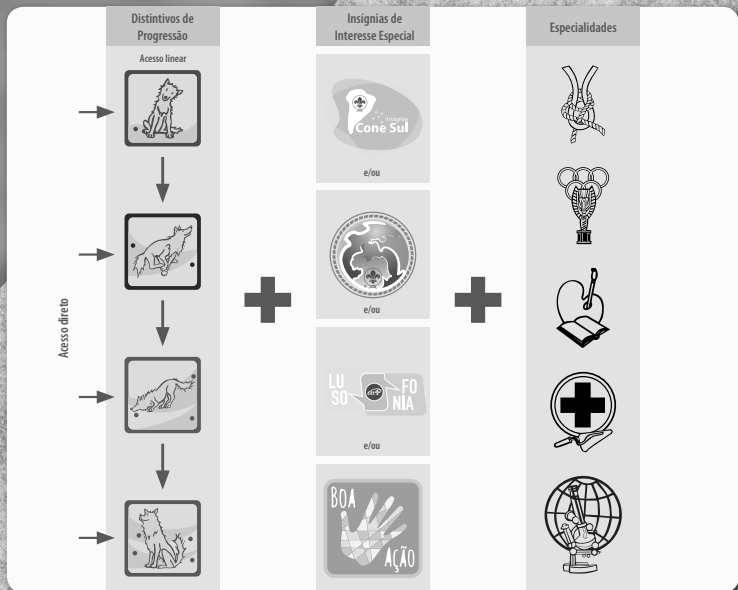 Distintivos de
Progressão
Acesso linear
Acesso direto
Insígnias de
Interesse Especial
insígnia
Cone Sul
e/ou
e/ou
LU
SO
FO
NIA
e/ou
BOA
AÇÃO
Especialidades